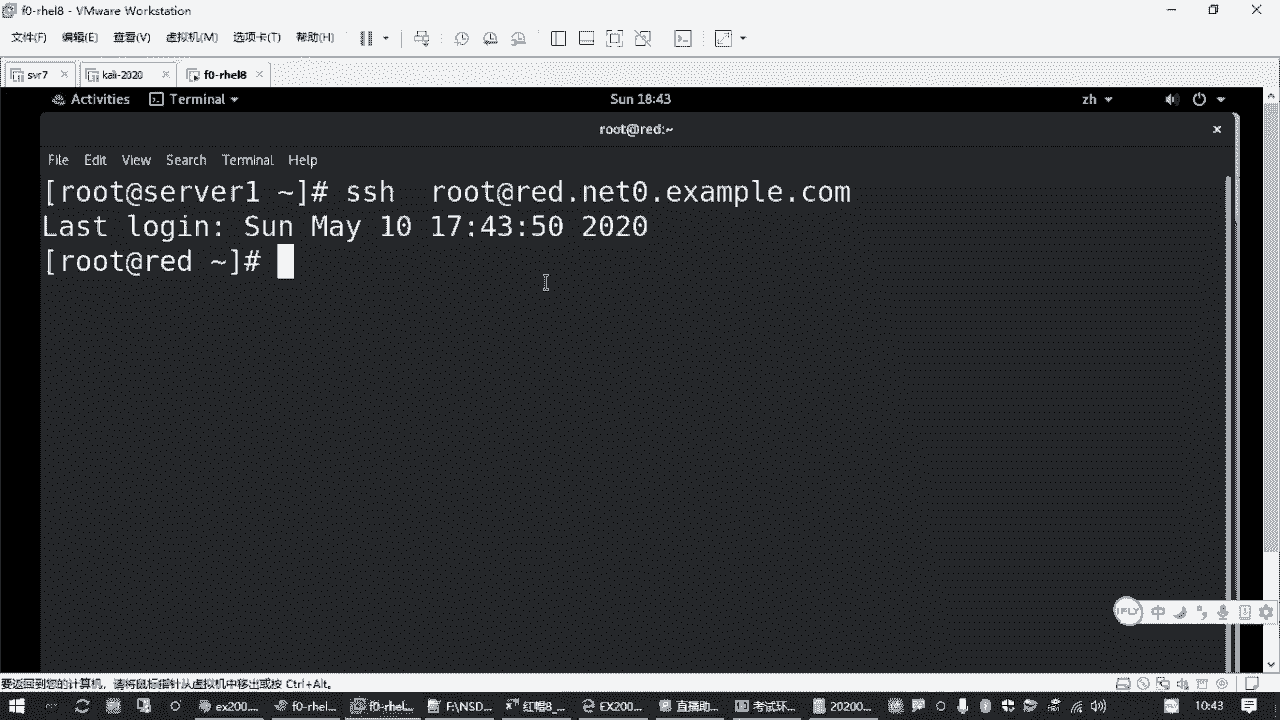 f0-rhel8 - VMware Workstation
文件(F) 编辑(E) 查看(V) 虚拟机(M) 选项卡(T) 帮助(H)
svr7 kali-2020 f0-rhel8
Activities Terminal Sun 18:43 zh
root@red:~
File Edit View Search Terminal Help
[root@server1 ~]# ssh  root@red.net0.example.com
Last login: Sun May 10 17:43:50 2020
[root@red ~]#
iFLY 中
要返回到您的计算机，请将鼠标指针从虚拟机中移出或按 Ctrl+Alt。
ex200... f0-rhel... f0-rhel... F:\NSD... 红帽8_... EX200... 直播助... 考试环... 20200... 10:43